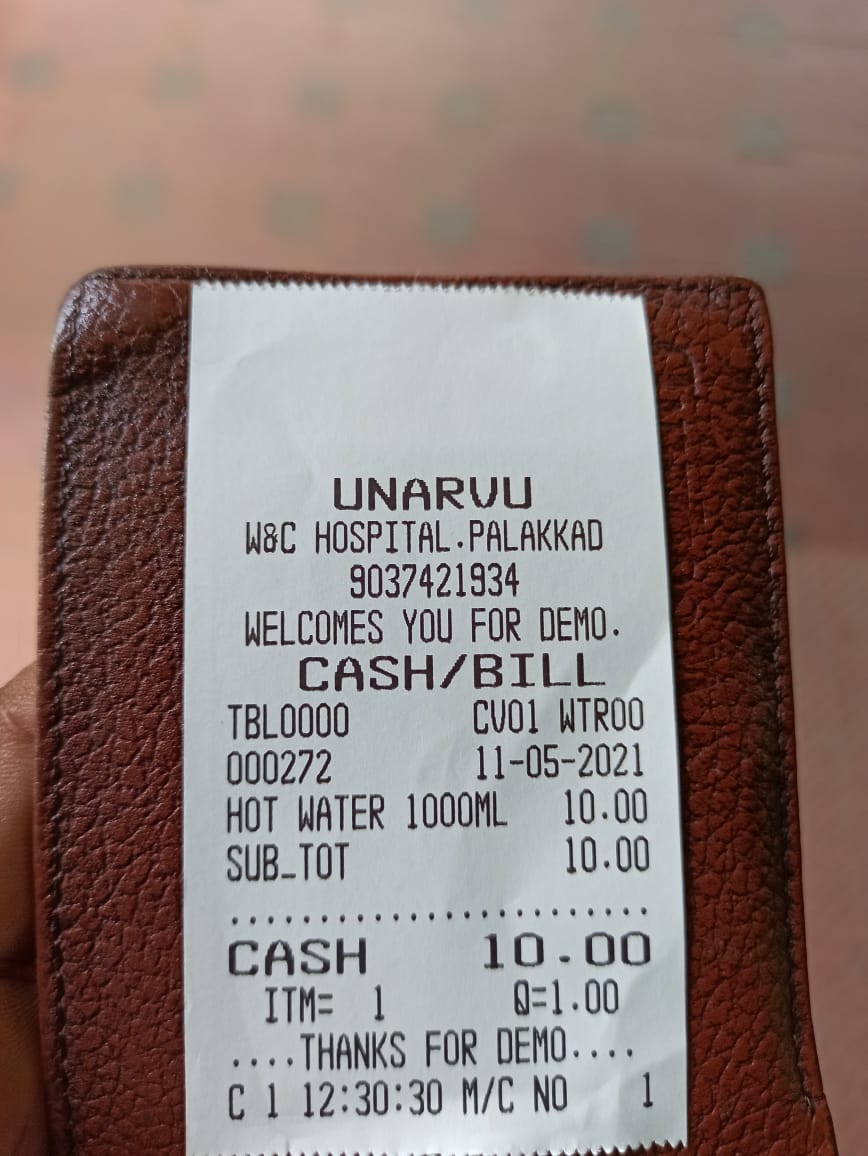 UNARVU
W&C HOSPITAL.PALAKKAD
9037421934
WELCOMES YOU FOR DEMO.
CASH/BILL
TBL0000 CV01 WTR00
000272 11-05-2021
HOT WATER 1000ML 10.00
SUB_TOT 10.00
........................
CASH 10.00
ITM= 1 Q=1.00
....THANKS FOR DEMO....
C 1 12:30:30 M/C NO 1